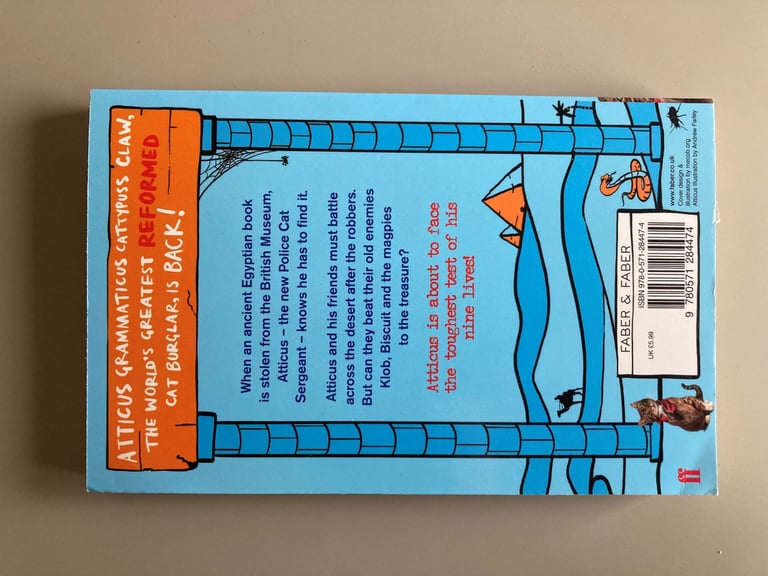 ATTICUS GRAMMATICUS CATTYPUSS CLAW,
THE WORLD'S GREATEST REFORMED
CAT BURGLAR, IS BACK!
When an ancient Egyptian book
is stolen from the British Museum,
Atticus – the new Police Cat
Sergeant – knows he has to find it.
Atticus and his friends must battle
across the desert after the robbers.
But can they beat their old enemies
Klob, Biscuit and the magpies
to the treasure?
Atticus is about to face
the toughest test of his
nine lives!
ff
UK £5.99
FABER & FABER
ISBN 978-0-571-28447-4
9 780571 284474
www.faber.co.uk
Cover design &
illustration by mecob.org
Atticus illustration by Andrew Farley